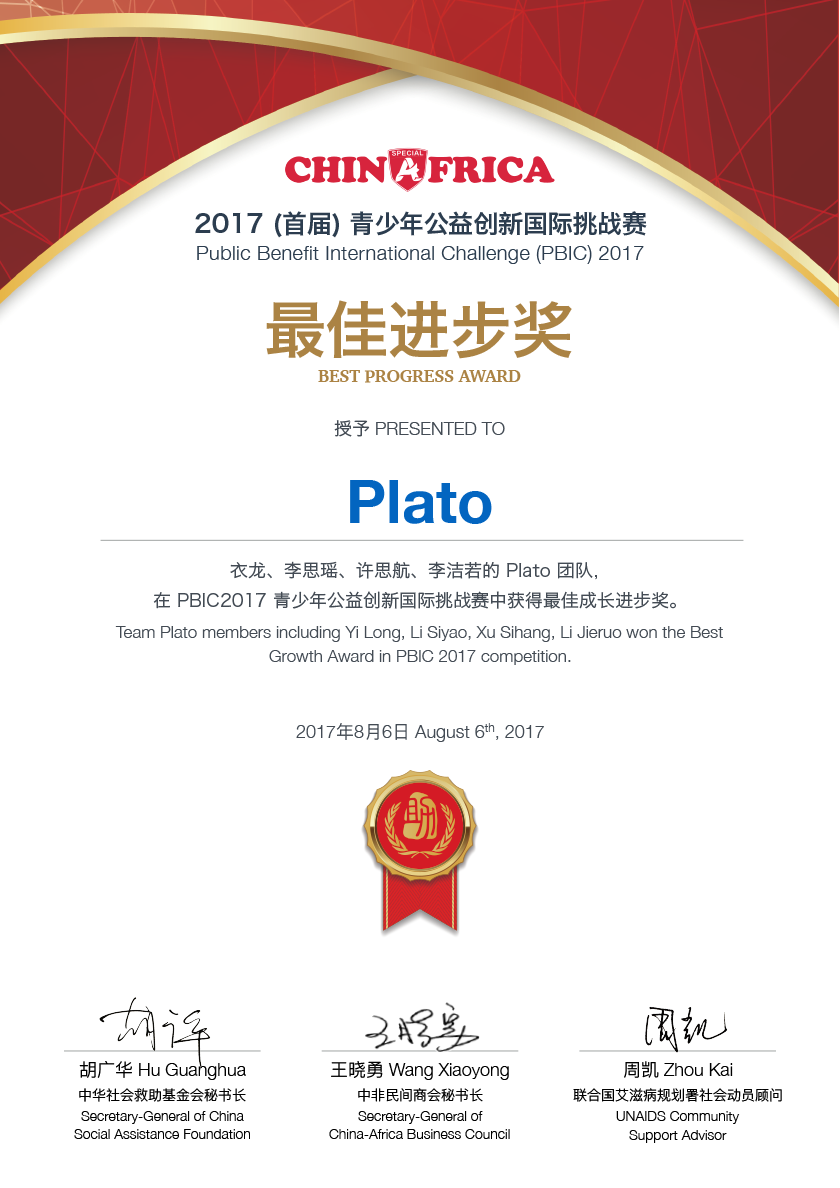 SPECIAL
CHINAFRICA
2017 (首届) 青少年公益创新国际挑战赛
Public Benefit International Challenge (PBIC) 2017
最佳进步奖
BEST PROGRESS AWARD
授予 PRESENTED TO
Plato
衣龙、李思瑶、许思航、李洁若的 Plato 团队,
在 PBIC2017 青少年公益创新国际挑战赛中获得最佳成长进步奖。
Team Plato members including Yi Long, Li Siyao, Xu Sihang, Li Jieruo won the Best
Growth Award in PBIC 2017 competition.
2017年8月6日 August 6th, 2017
胡广华 Hu Guanghua
中华社会救助基金会秘书长
Secretary-General of China
Social Assistance Foundation
王晓勇 Wang Xiaoyong
中非民间商会秘书长
Secretary-General of
China-Africa Business Council
周凯
周凯 Zhou Kai
联合国艾滋病规划署社会动员顾问
UNAIDS Community
Support Advisor